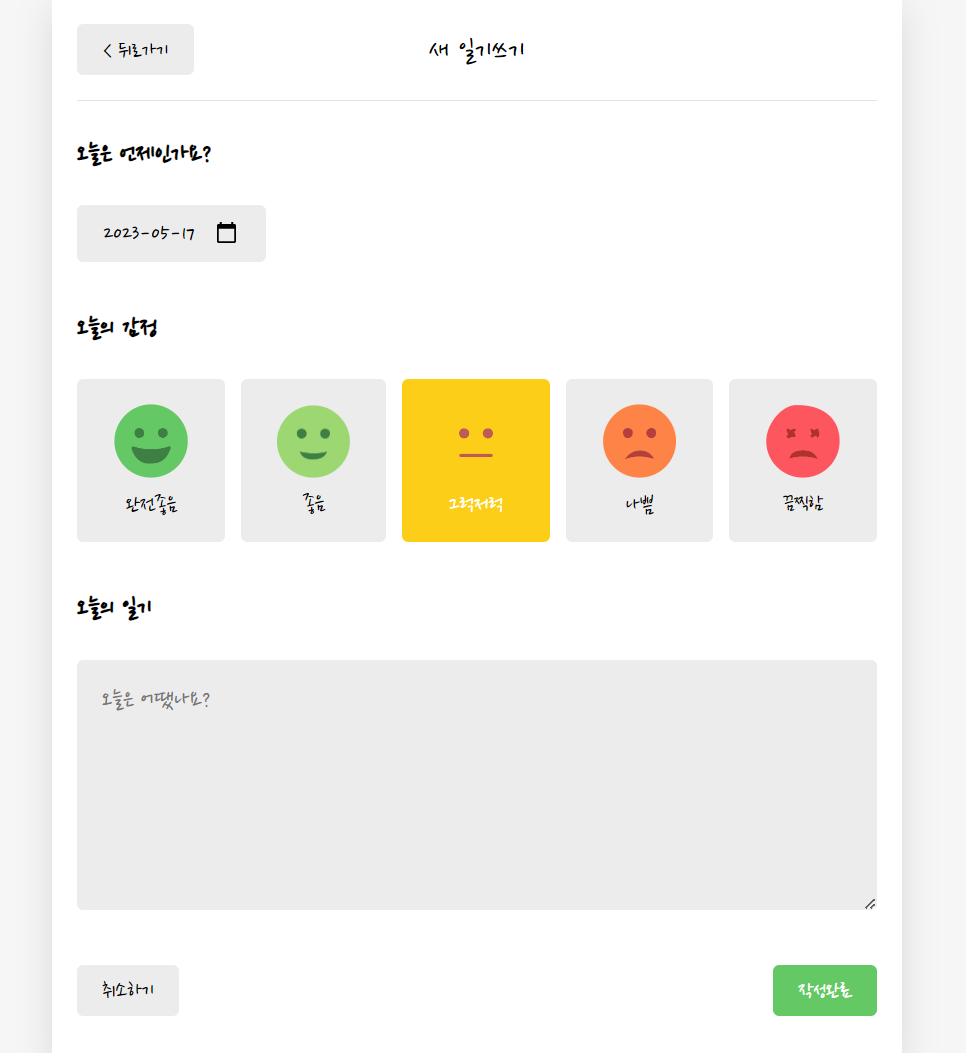 < 뒤로가기
새 일기쓰기
오늘은 언제인가요?
2023-05-17
오늘의 감정
완전좋음
좋음
그럭저럭
나쁨
끔찍함
오늘의 일기
오늘은 어땠나요?
취소하기
작성완료